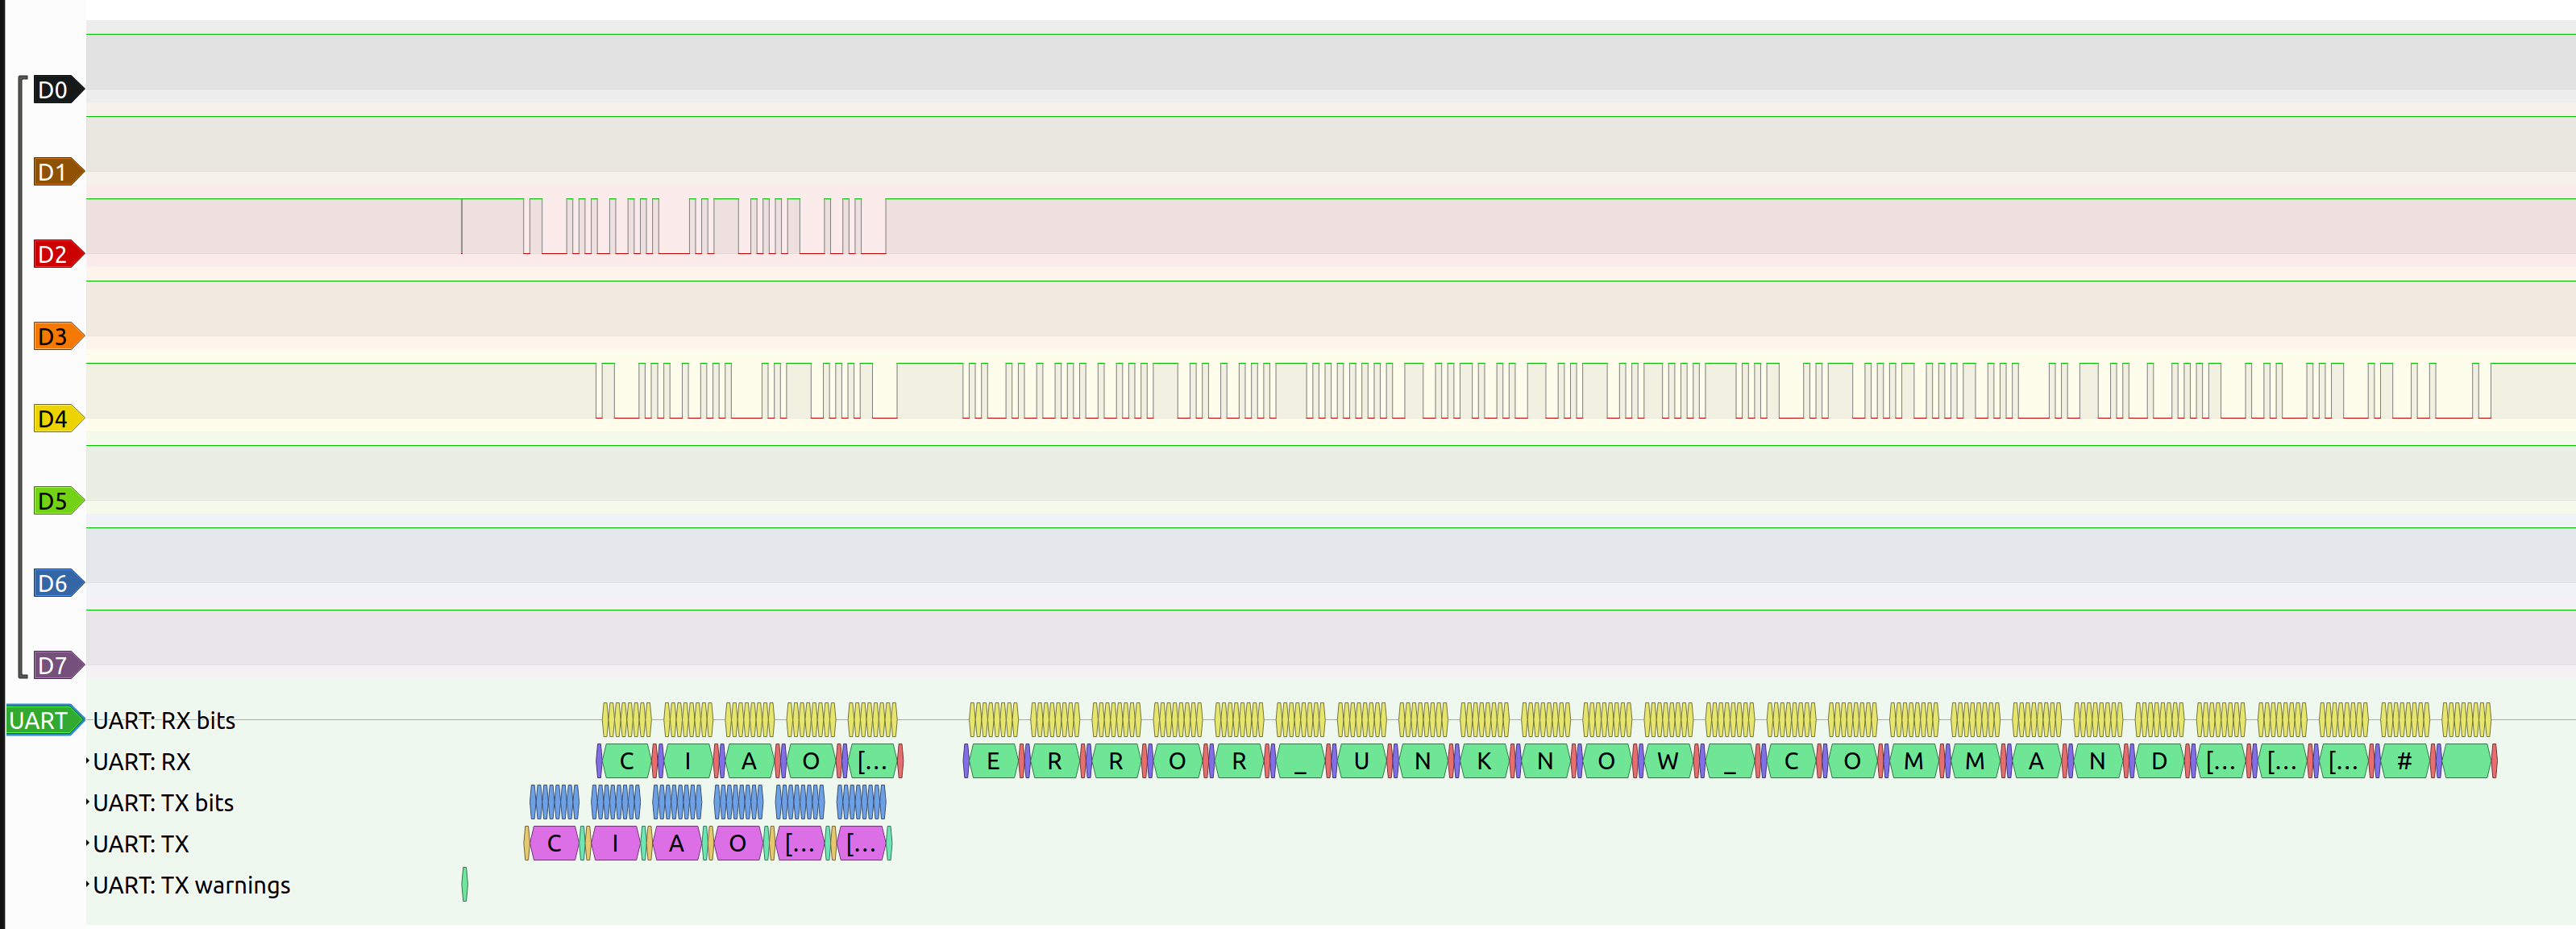 D0
D1
D2
D3
D4
D5
D6
D7
UART UART: RX bits
UART: RX C I A O [... E R R O R _ U N K N O W _ C O M M A N D [... [... [... #
UART: TX bits
UART: TX C I A O [... [...
UART: TX warnings